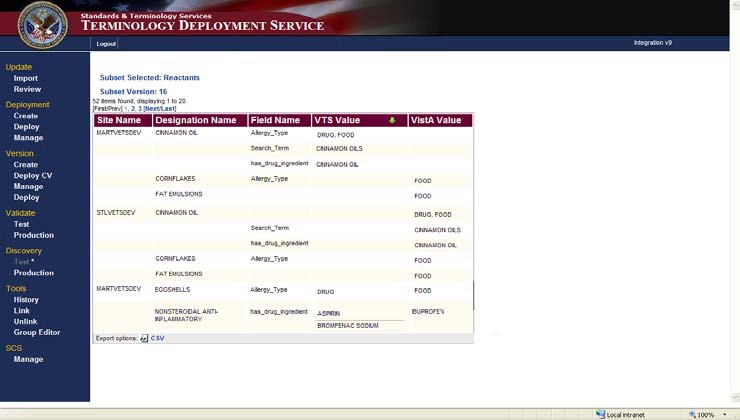 Standards & Terminology Services
TERMINOLOGY DEPLOYMENT SERVICE
Logout
Integration v9
Update
Import
Review
Deployment
Create
Deploy
Manage
Version
Create
Deploy CV
Manage
Deploy
Validate
Test
Production
Discovery
Test *
Production
Tools
History
Link
Unlink
Group Editor
SCS
Manage
Subset Selected: Reactants
Subset Version: 16
52 items found, displaying 1 to 20.
[First/Prev] 1, 2, 3 [Next/Last]
Site Name Designation Name Field Name VTS Value VistA Value
MARTVETSDEV CINNAMON OIL Allergy_Type DRUG, FOOD
Search_Term CINNAMON OILS
has_drug_ingredient CINNAMON OIL
CORNFLAKES Allergy_Type FOOD
FAT EMULSIONS FOOD
STLVETSDEV CINNAMON OIL DRUG, FOOD
Search_Term CINNAMON OILS
has_drug_ingredient CINNAMON OIL
CORNFLAKES Allergy_Type FOOD
FAT EMULSIONS FOOD
MARTVETSDEV EGGSHELLS Allergy_Type DRUG FOOD
NONSTEROIDAL ANTI-INFLAMMATORY has_drug_ingredient ASPIRIN IBUPROFEN
BROMFENAC SODIUM
Export options: CSV
Local intranet
100%